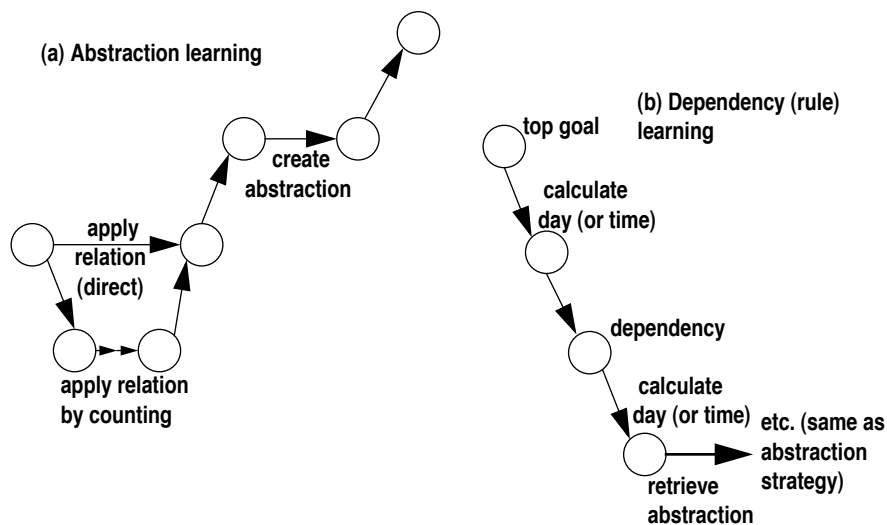 (a) Abstraction learning
create
abstraction
apply
relation
(direct)
apply relation
by counting
(b) Dependency (rule)
learning
top goal
calculate
day (or time)
dependency
calculate
day (or time)
etc. (same as
abstraction
strategy)
retrieve
abstraction